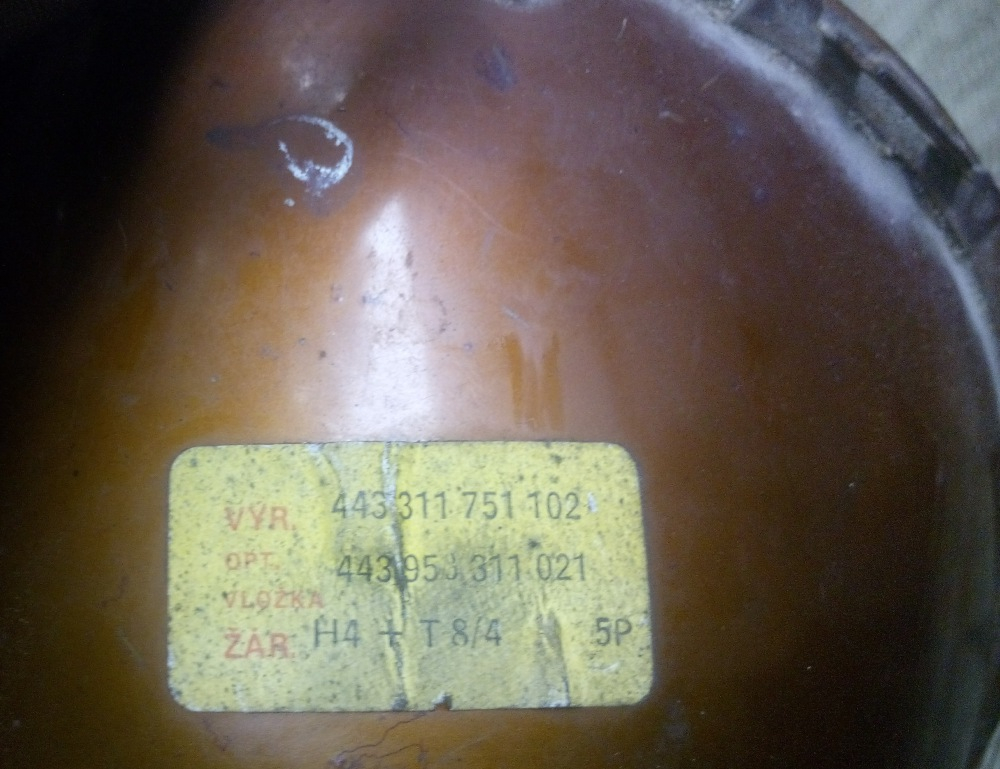 VÝR. 443 311 751 102
OPT. 443 953 311 021
VLOŽKA
ŽÁR. H4 + T 8/4 5P